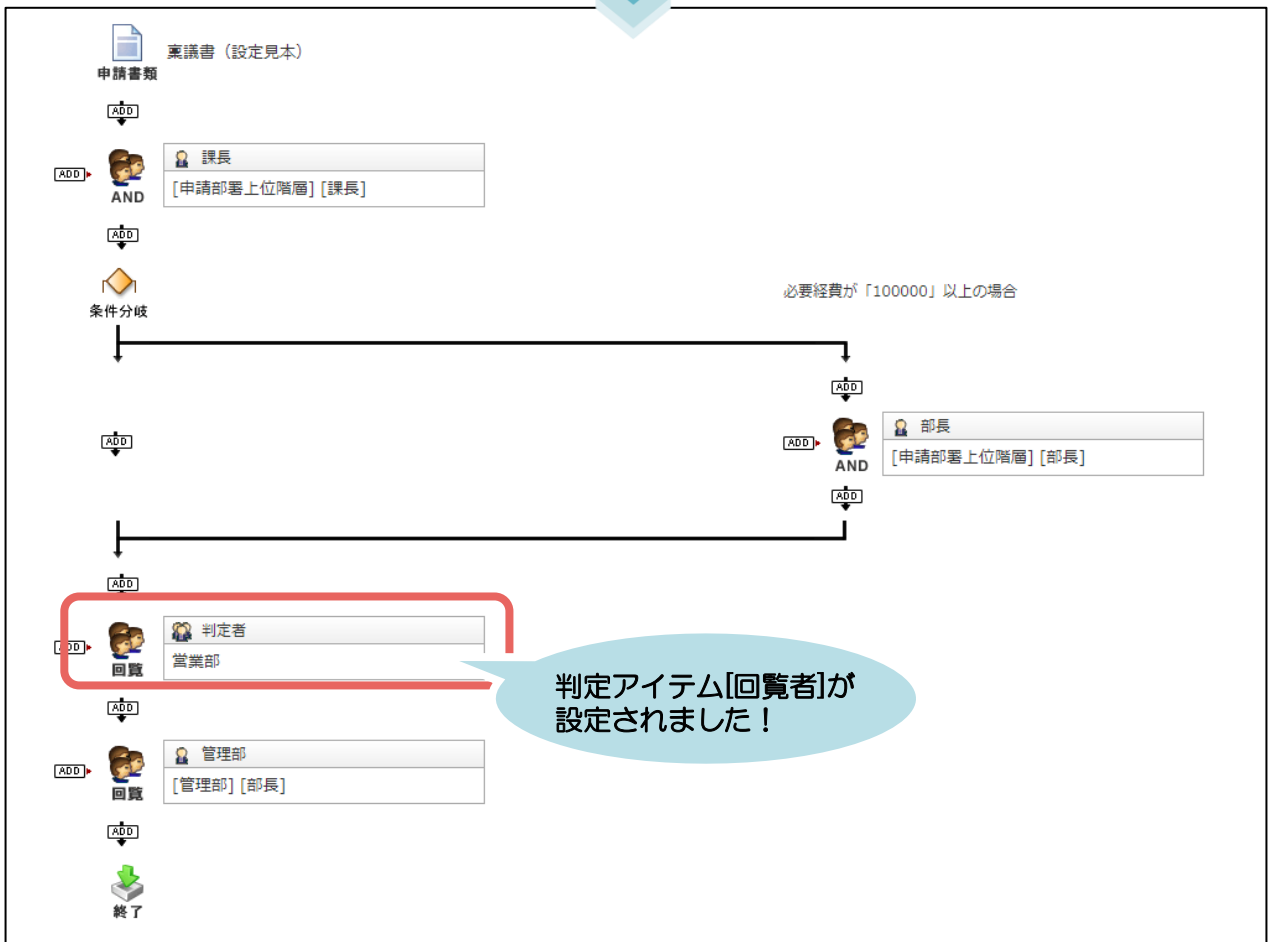 稟議書（設定見本）
申請書類
ADD
課長
ADD
[申請部署上位階層] [課長]
AND
ADD
必要経費が「100000」以上の場合
条件分岐
ADD
部長
ADD
ADD
[申請部署上位階層] [部長]
AND
ADD
ADD
判定者
ADD
営業部
回覧
判定アイテム[回覧者]が
設定されました！
ADD
管理部
ADD
[管理部] [部長]
回覧
ADD
終了